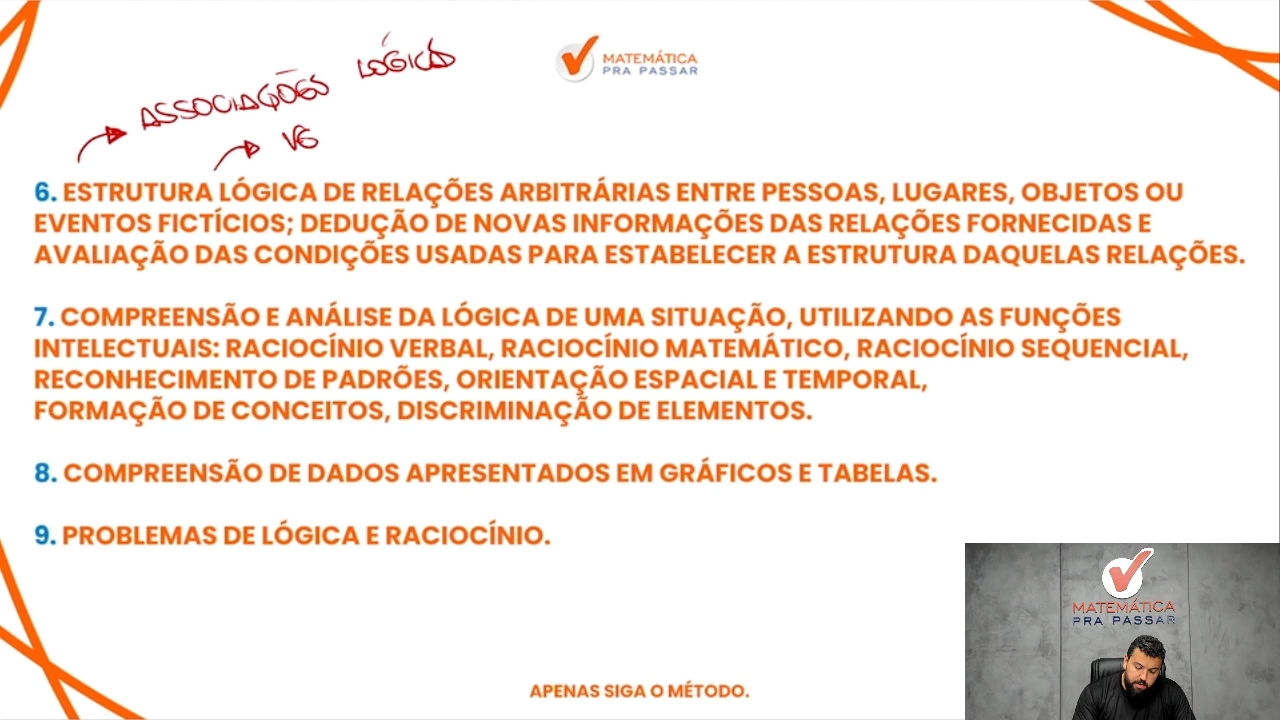 ASSOCIAÇÕES LÓGICAS
MATEMÁTICA
PRA PASSAR
6. ESTRUTURA LÓGICA DE RELAÇÕES ARBITRÁRIAS ENTRE PESSOAS, LUGARES, OBJETOS OU
EVENTOS FICTÍCIOS; DEDUÇÃO DE NOVAS INFORMAÇÕES DAS RELAÇÕES FORNECIDAS E
AVALIAÇÃO DAS CONDIÇÕES USADAS PARA ESTABELECER A ESTRUTURA DAQUELAS RELAÇÕES.
7. COMPREENSÃO E ANÁLISE DA LÓGICA DE UMA SITUAÇÃO, UTILIZANDO AS FUNÇÕES
INTELECTUAIS: RACIOCÍNIO VERBAL, RACIOCÍNIO MATEMÁTICO, RACIOCÍNIO SEQUENCIAL,
RECONHECIMENTO DE PADRÕES, ORIENTAÇÃO ESPACIAL E TEMPORAL,
FORMAÇÃO DE CONCEITOS, DISCRIMINAÇÃO DE ELEMENTOS.
8. COMPREENSÃO DE DADOS APRESENTADOS EM GRÁFICOS E TABELAS.
9. PROBLEMAS DE LÓGICA E RACIOCÍNIO.
MATEMÁTICA
PRA PASSAR
APENAS SIGA O MÉTODO.